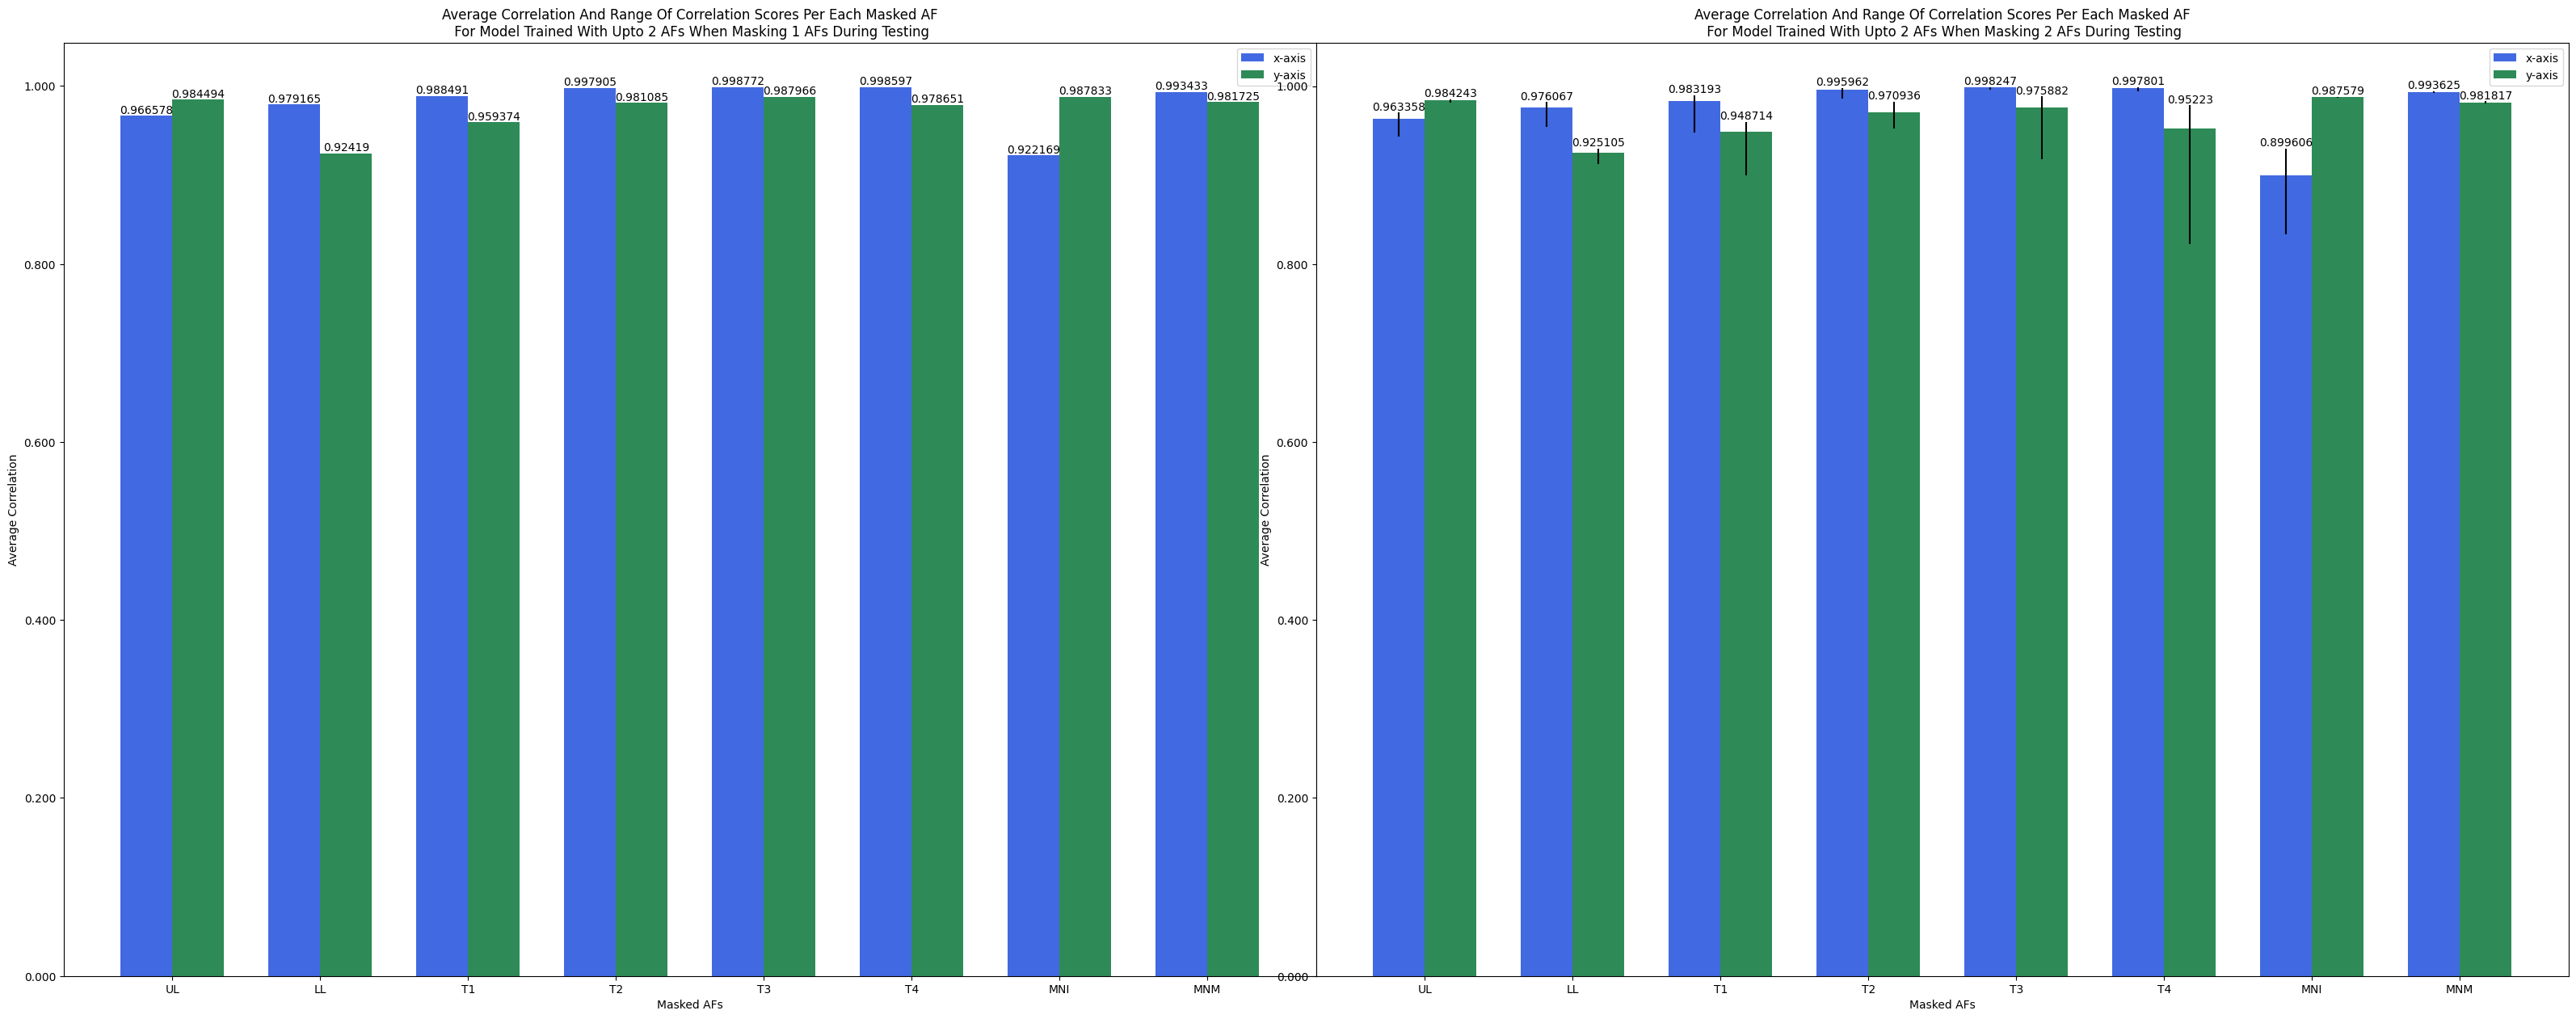 Average Correlation And Range Of Correlation Scores Per Each Masked AF
For Model Trained With Upto 2 AFs When Masking 1 AFs During Testing
x-axis
y-axis
1.000
0.800
0.600
0.400
0.200
0.000
Average Correlation
0.966578
0.984494
0.979165
0.92419
0.988491
0.959374
0.997905
0.981085
0.998772
0.987966
0.998597
0.978651
0.922169
0.987833
0.993433
0.981725
UL
LL
T1
T2
T3
T4
MNI
MNM
Masked AFs
Average Correlation And Range Of Correlation Scores Per Each Masked AF
For Model Trained With Upto 2 AFs When Masking 2 AFs During Testing
x-axis
y-axis
1.000
0.800
0.600
0.400
0.200
0.000
Average Correlation
0.963358
0.984243
0.976067
0.925105
0.983193
0.948714
0.995962
0.970936
0.998247
0.975882
0.997801
0.95223
0.899606
0.987579
0.993625
0.981817
UL
LL
T1
T2
T3
T4
MNI
MNM
Masked AFs